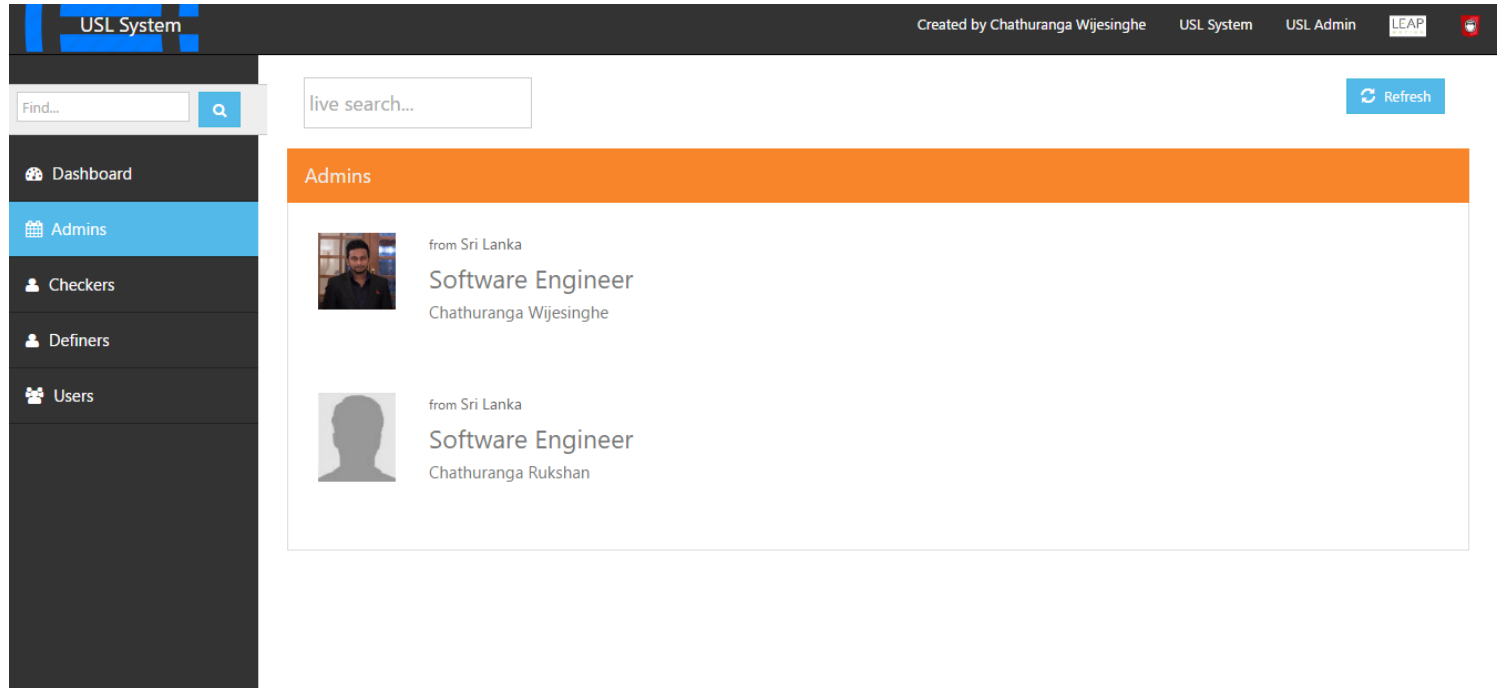 USL System
Created by Chathuranga Wijesinghe USL System USL Admin LEAP
Find...
live search...
Refresh
Dashboard
Admins
Checkers
Definers
Users
Admins
from Sri Lanka
Software Engineer
Chathuranga Wijesinghe
from Sri Lanka
Software Engineer
Chathuranga Rukshan